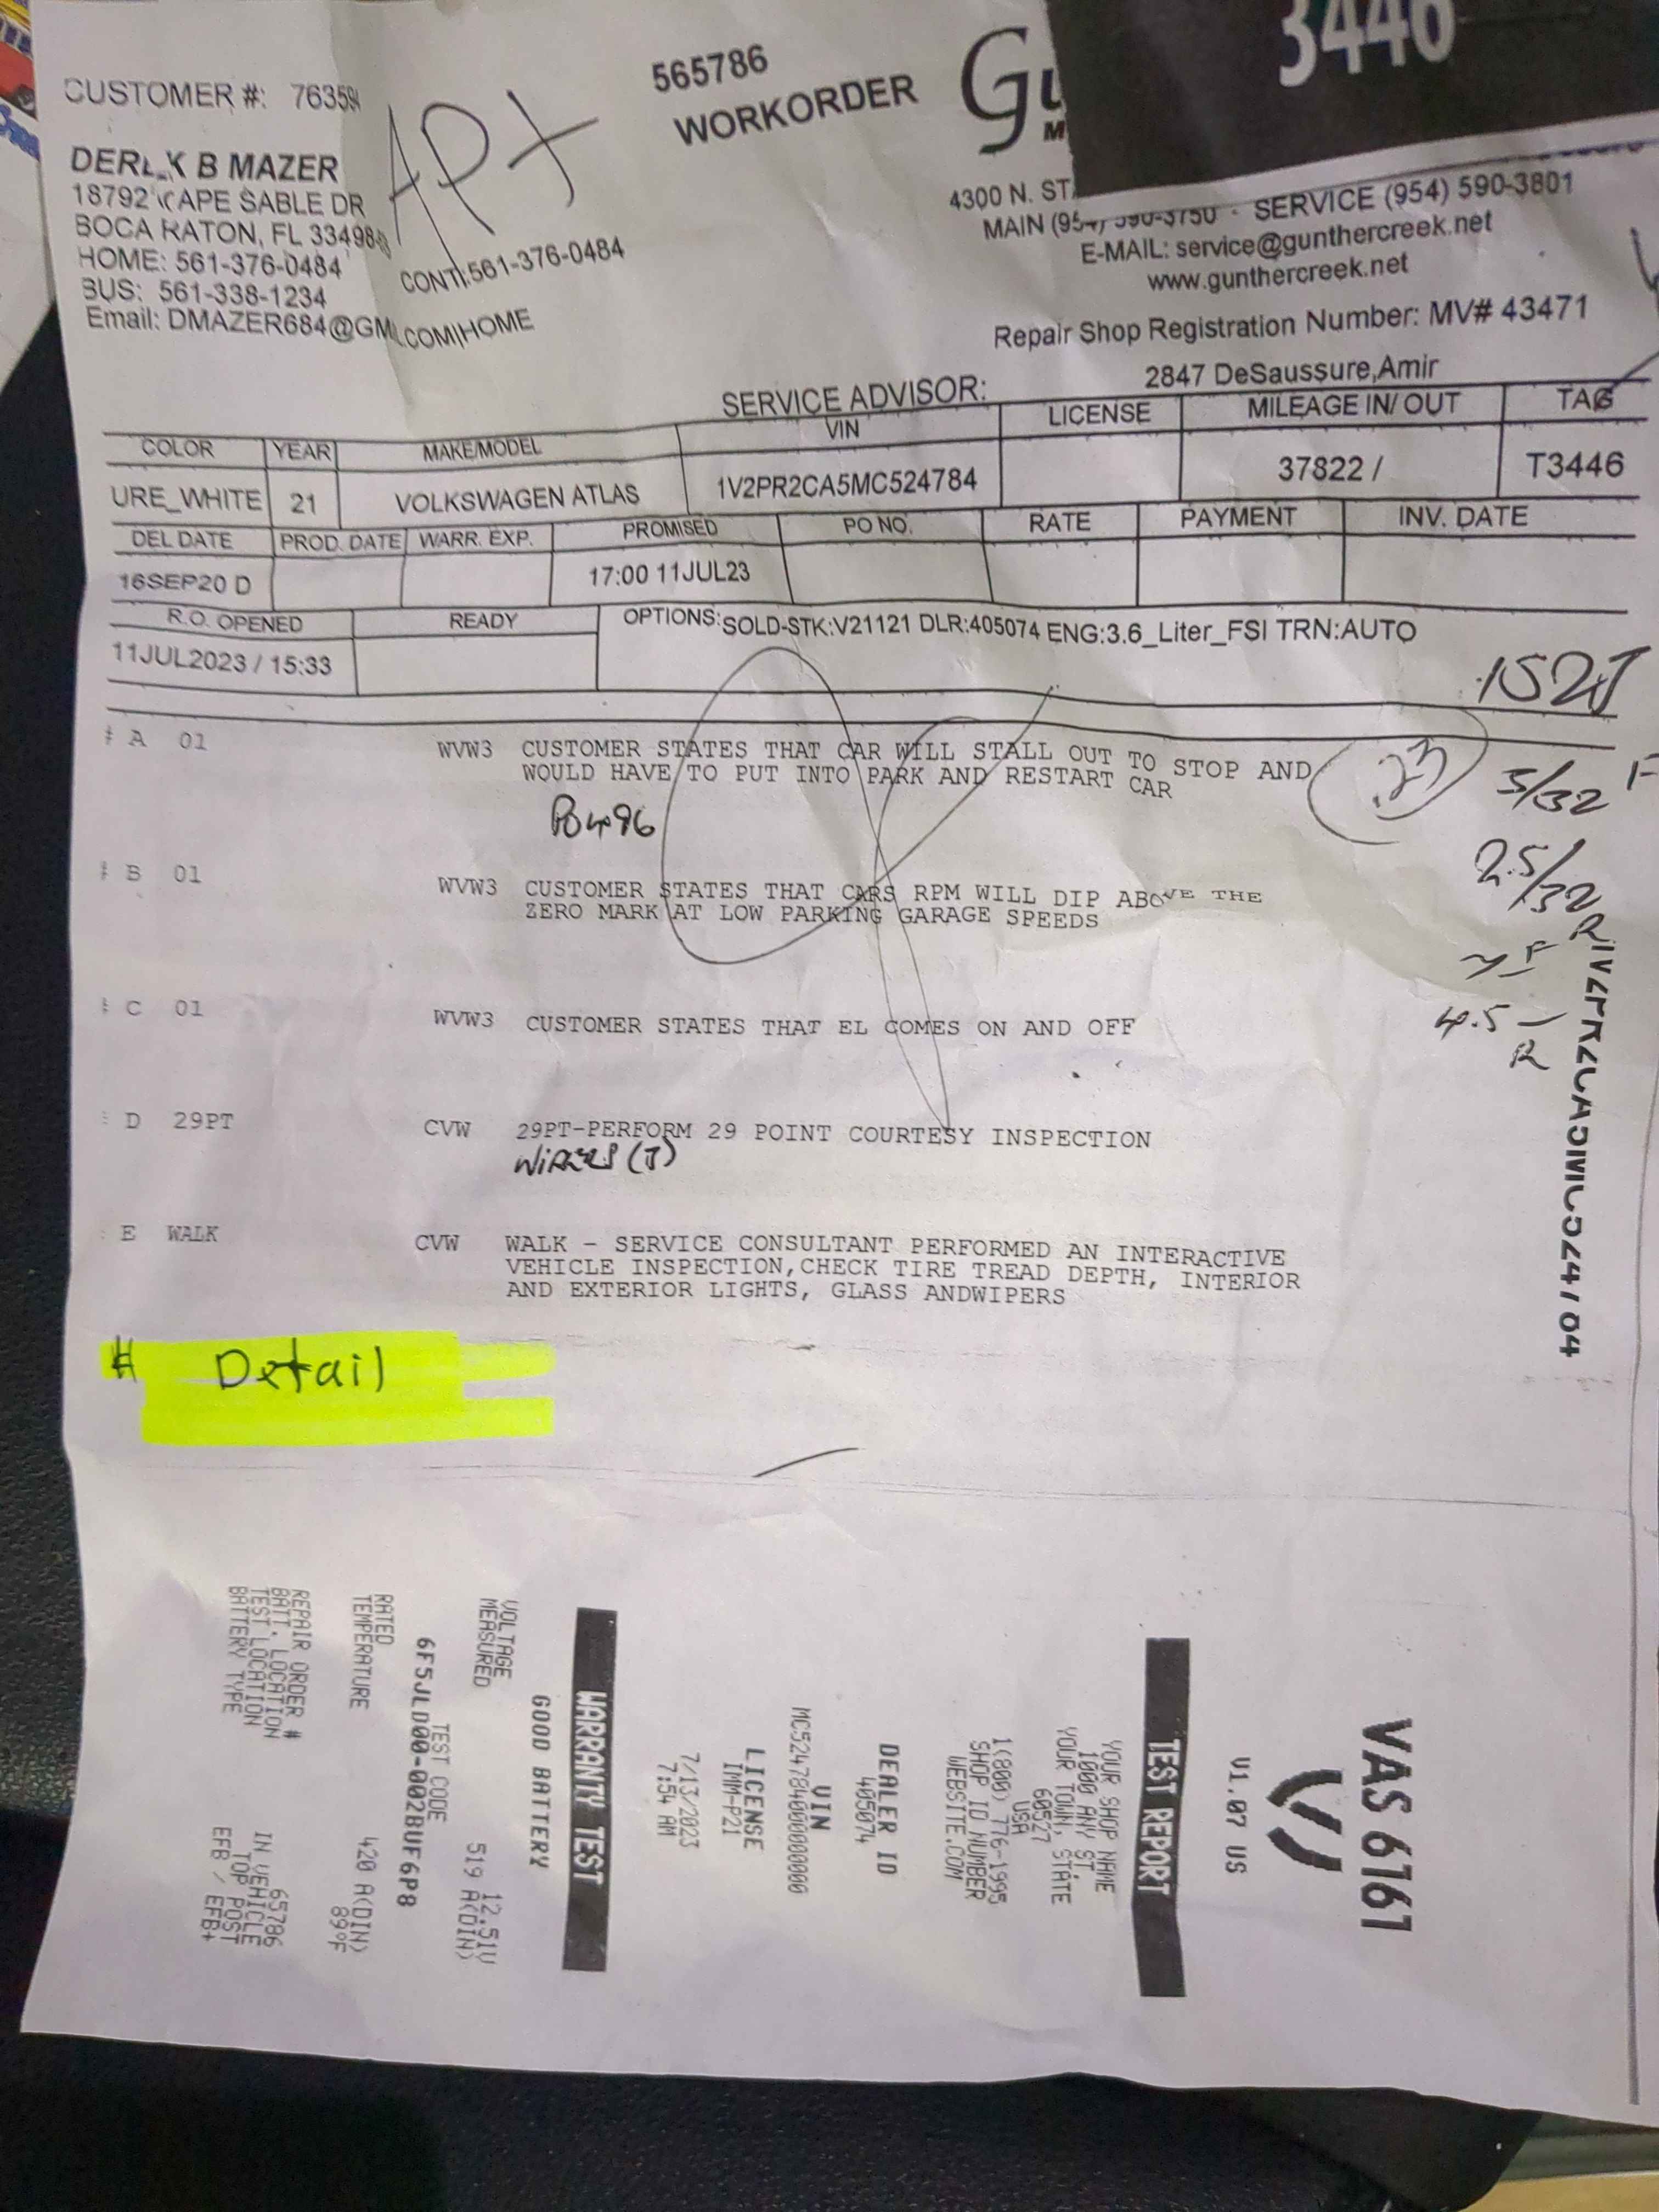 3446
CUSTOMER #: 76359
APT
565786
WORKORDER
Gu
M
DEREK B MAZER
18792 CAPE SABLE DR
BOCA RATON, FL 33498
HOME: 561-376-0484
CONT:561-376-0484
BUS: 561-338-1234
Email: DMAZER684@GM .COM|HOME
4300 N. STA
MAIN (954) 590-3750 · SERVICE (954) 590-3801
E-MAIL: service@gunthercreek.net
www.gunthercreek.net
Repair Shop Registration Number: MV# 43471
SERVICE ADVISOR: 2847 DeSaussure,Amir
COLOR YEAR MAKE/MODEL VIN LICENSE MILEAGE IN/ OUT TAG
URE_WHITE 21 VOLKSWAGEN ATLAS 1V2PR2CA5MC524784 37822 / T3446
DEL DATE PROD. DATE WARR. EXP. PROMISED PO NO. RATE PAYMENT INV. DATE
16SEP20 D 17:00 11JUL23
R.O. OPENED READY OPTIONS: SOLD-STK:V21121 DLR:405074 ENG:3.6_Liter_FSI TRN:AUTO
11JUL2023 / 15:33
# A 01 WVW3 CUSTOMER STATES THAT CAR WILL STALL OUT TO STOP AND
WOULD HAVE TO PUT INTO PARK AND RESTART CAR
P0496
23
5/32 F
2.5/32
R
# B 01 WVW3 CUSTOMER STATES THAT CARS RPM WILL DIP ABOVE THE
ZERO MARK AT LOW PARKING GARAGE SPEEDS
# C 01 WVW3 CUSTOMER STATES THAT EL COMES ON AND OFF
4.5
R
1V2PR2CA5MC524784
D 29PT CVW 29PT-PERFORM 29 POINT COURTESY INSPECTION
E WALK CVW WALK - SERVICE CONSULTANT PERFORMED AN INTERACTIVE
VEHICLE INSPECTION,CHECK TIRE TREAD DEPTH, INTERIOR
AND EXTERIOR LIGHTS, GLASS ANDWIPERS
# Detail
VAS 6161
V1.07 US
TEST REPORT
YOUR SHOP NAME
1000 ANY ST.
YOUR TOWN, STATE
60527
USA
1(800) 776-1995
SHOP ID NUMBER
WEBSITE.COM
DEALER ID
405074
VIN
MC524784000000000
LICENSE
IMM-P21
7/13/2023
7:54 AM
WARRANTY TEST
GOOD BATTERY
VOLTAGE 12.51V
MEASURED 519 A(DIN)
TEST CODE
6F5JLD00-002BUF6P8
RATED 420 A(DIN)
TEMPERATURE 89°F
REPAIR ORDER # 65786
BATT. LOCATION IN VEHICLE
TEST LOCATION TOP POST
BATTERY TYPE EFB / EFB+